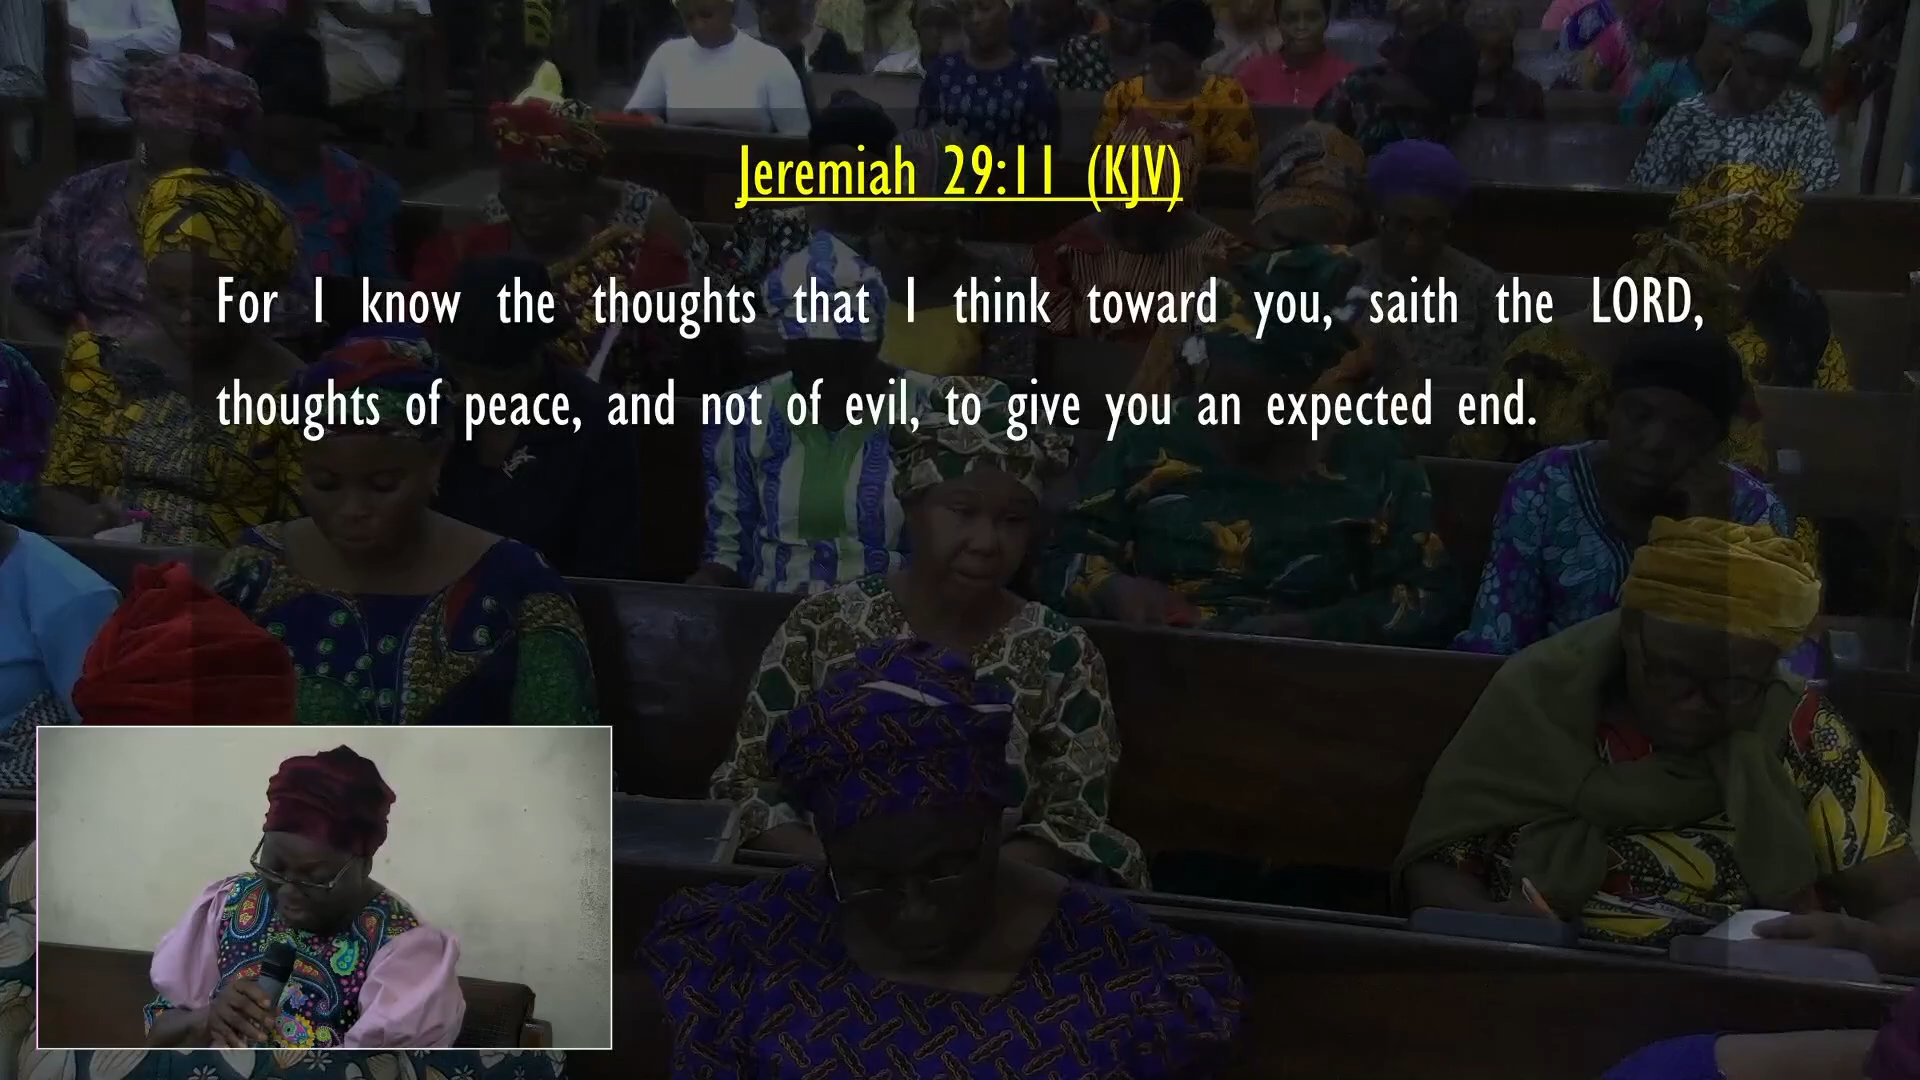 Jeremiah 29:11 (KJV)
For I know the thoughts that I think toward you, saith the LORD,
thoughts of peace, and not of evil, to give you an expected end.